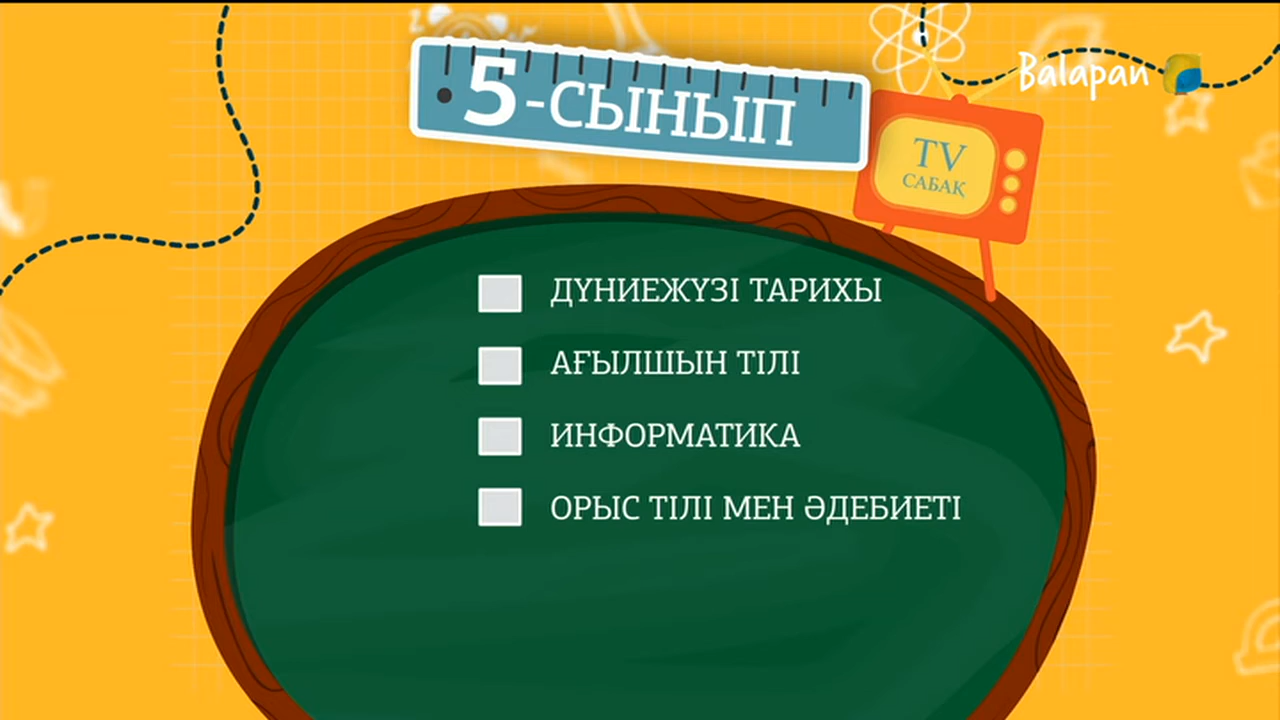 5-СЫНЫП
Balapan
TV
САБАҚ
ДҮНИЕЖҮЗІ ТАРИХЫ
АҒЫЛШЫН ТІЛІ
ИНФОРМАТИКА
ОРЫС ТІЛІ МЕН ӘДЕБИЕТІ